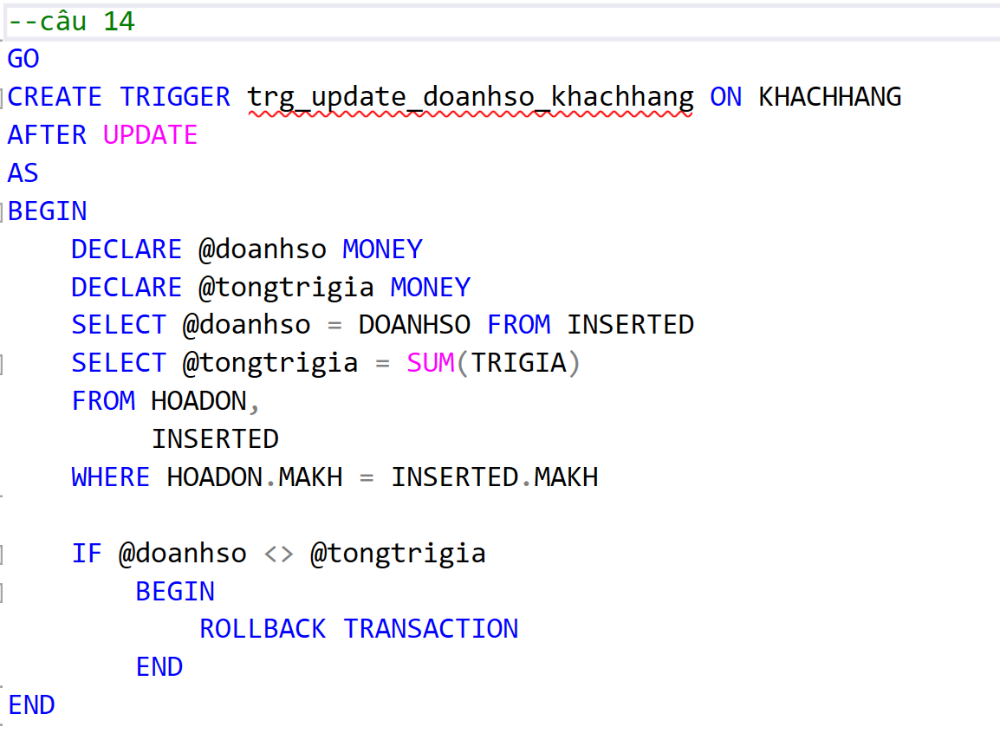 --câu 14
GO
CREATE TRIGGER trg_update_doanhso_khachhang ON KHACHHANG
AFTER UPDATE
AS
BEGIN
DECLARE @doanhso MONEY
DECLARE @tongtrigia MONEY
SELECT @doanhso = DOANHSO FROM INSERTED
SELECT @tongtrigia = SUM(TRIGIA)
FROM HOADON,
INSERTED
WHERE HOADON.MAKH = INSERTED.MAKH
IF @doanhso <> @tongtrigia
BEGIN
ROLLBACK TRANSACTION
END
END